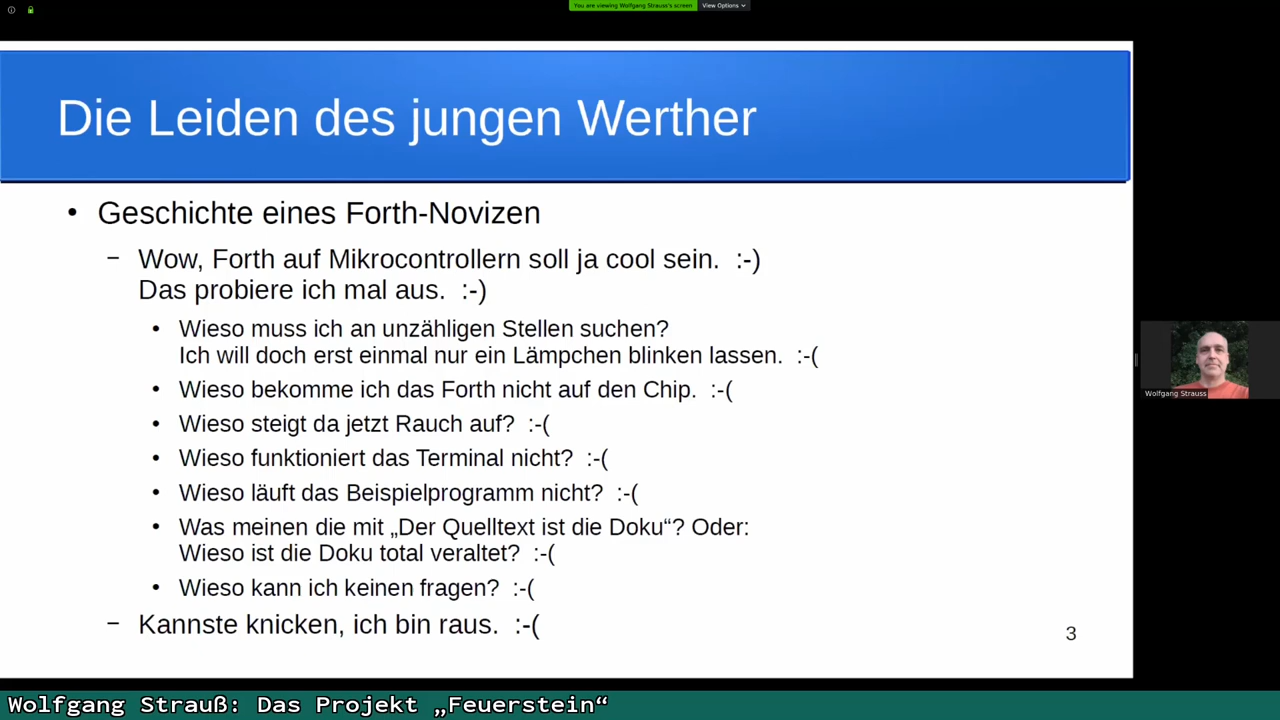 You are viewing Wolfgang Strauss's screen
View Options
Die Leiden des jungen Werther
• Geschichte eines Forth-Novizen
– Wow, Forth auf Mikrocontrollern soll ja cool sein. :-)
Das probiere ich mal aus. :-)
• Wieso muss ich an unzähligen Stellen suchen?
Ich will doch erst einmal nur ein Lämpchen blinken lassen. :-(
• Wieso bekomme ich das Forth nicht auf den Chip. :-(
• Wieso steigt da jetzt Rauch auf? :-(
• Wieso funktioniert das Terminal nicht? :-(
• Wieso läuft das Beispielprogramm nicht? :-(
• Was meinen die mit „Der Quelltext ist die Doku“? Oder:
Wieso ist die Doku total veraltet? :-(
• Wieso kann ich keinen fragen? :-(
– Kannste knicken, ich bin raus. :-(
3
Wolfgang Strauss
Wolfgang Strauß: Das Projekt „Feuerstein“